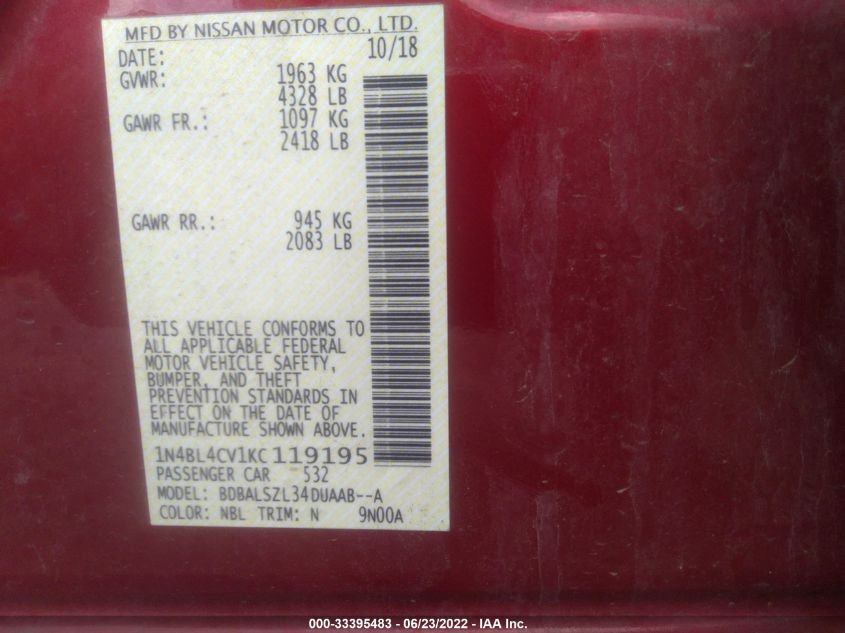 MFD BY NISSAN MOTOR CO., LTD.
DATE: 10/18
GVWR: 1963 KG
4328 LB
GAWR FR.: 1097 KG
2418 LB
GAWR RR.: 945 KG
2083 LB
THIS VEHICLE CONFORMS TO
ALL APPLICABLE FEDERAL
MOTOR VEHICLE SAFETY,
BUMPER, AND THEFT
PREVENTION STANDARDS IN
EFFECT ON THE DATE OF
MANUFACTURE SHOWN ABOVE.
1N4BL4CV1KC119195
PASSENGER CAR 532
MODEL: BDBALSZL34DUAAB--A
COLOR: NBL TRIM: N 9N00A
000-33395483 - 06/23/2022 - IAA Inc.